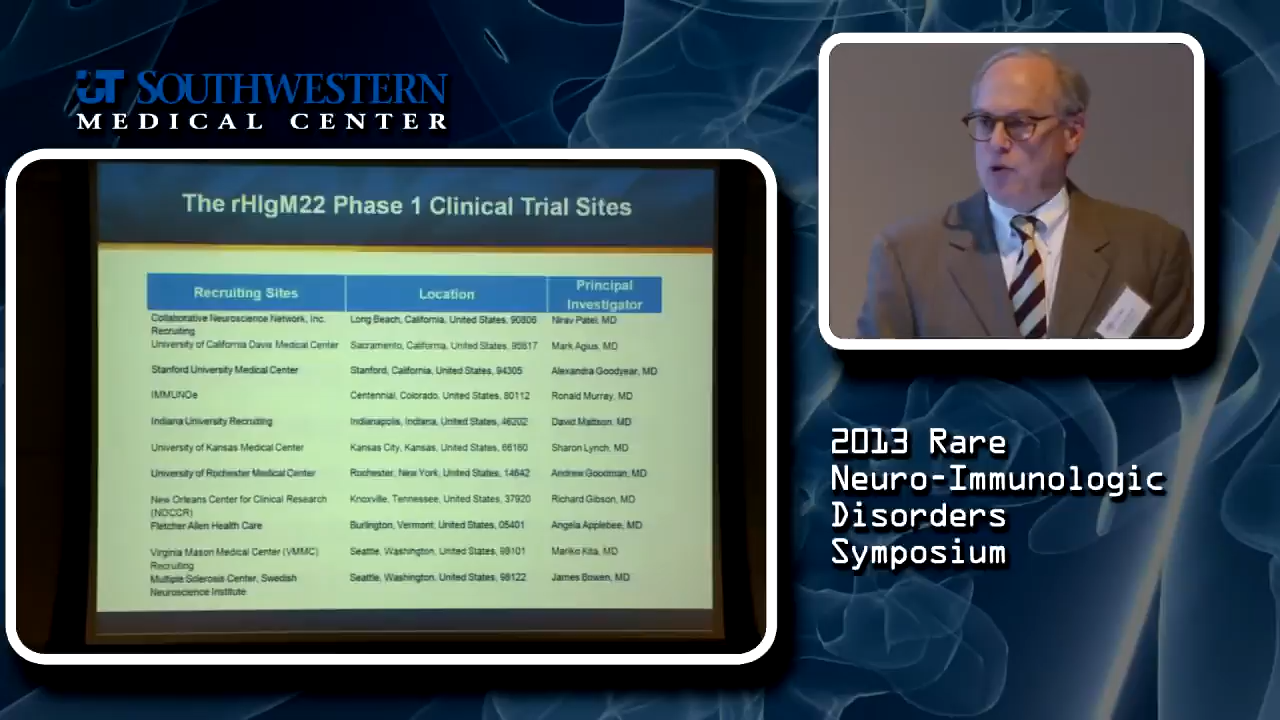 UT SOUTHWESTERN
MEDICAL CENTER
The rHIgM22 Phase 1 Clinical Trial Sites
Recruiting Sites Location Principal Investigator
Collaborative Neuroscience Network, Inc. Long Beach, California, United States, 90806 Nirav Patel, MD
Recruiting
University of California Davis Medical Center Sacramento, California, United States, 95817 Mark Agius, MD
Stanford University Medical Center Stanford, California, United States, 94305 Alexandra Goodyear, MD
IMMUNOe Centennial, Colorado, United States, 80112 Ronald Murray, MD
Indiana University Recruiting Indianapolis, Indiana, United States, 46202 David Mattson, MD
University of Kansas Medical Center Kansas City, Kansas, United States, 66160 Sharon Lynch, MD
University of Rochester Medical Center Rochester, New York, United States, 14642 Andrew Goodman, MD
New Orleans Center for Clinical Research Knoxville, Tennessee, United States, 37920 Richard Gibson, MD
(NOCCR)
Fletcher Allen Health Care Burlington, Vermont, United States, 05401 Angela Applebee, MD
Virginia Mason Medical Center (VMMC) Seattle, Washington, United States, 98101 Mariko Kita, MD
Recruiting
Multiple Sclerosis Center, Swedish Seattle, Washington, United States, 98122 James Bowen, MD
Neuroscience Institute
2013 Rare
Neuro-Immunologic
Disorders
Symposium